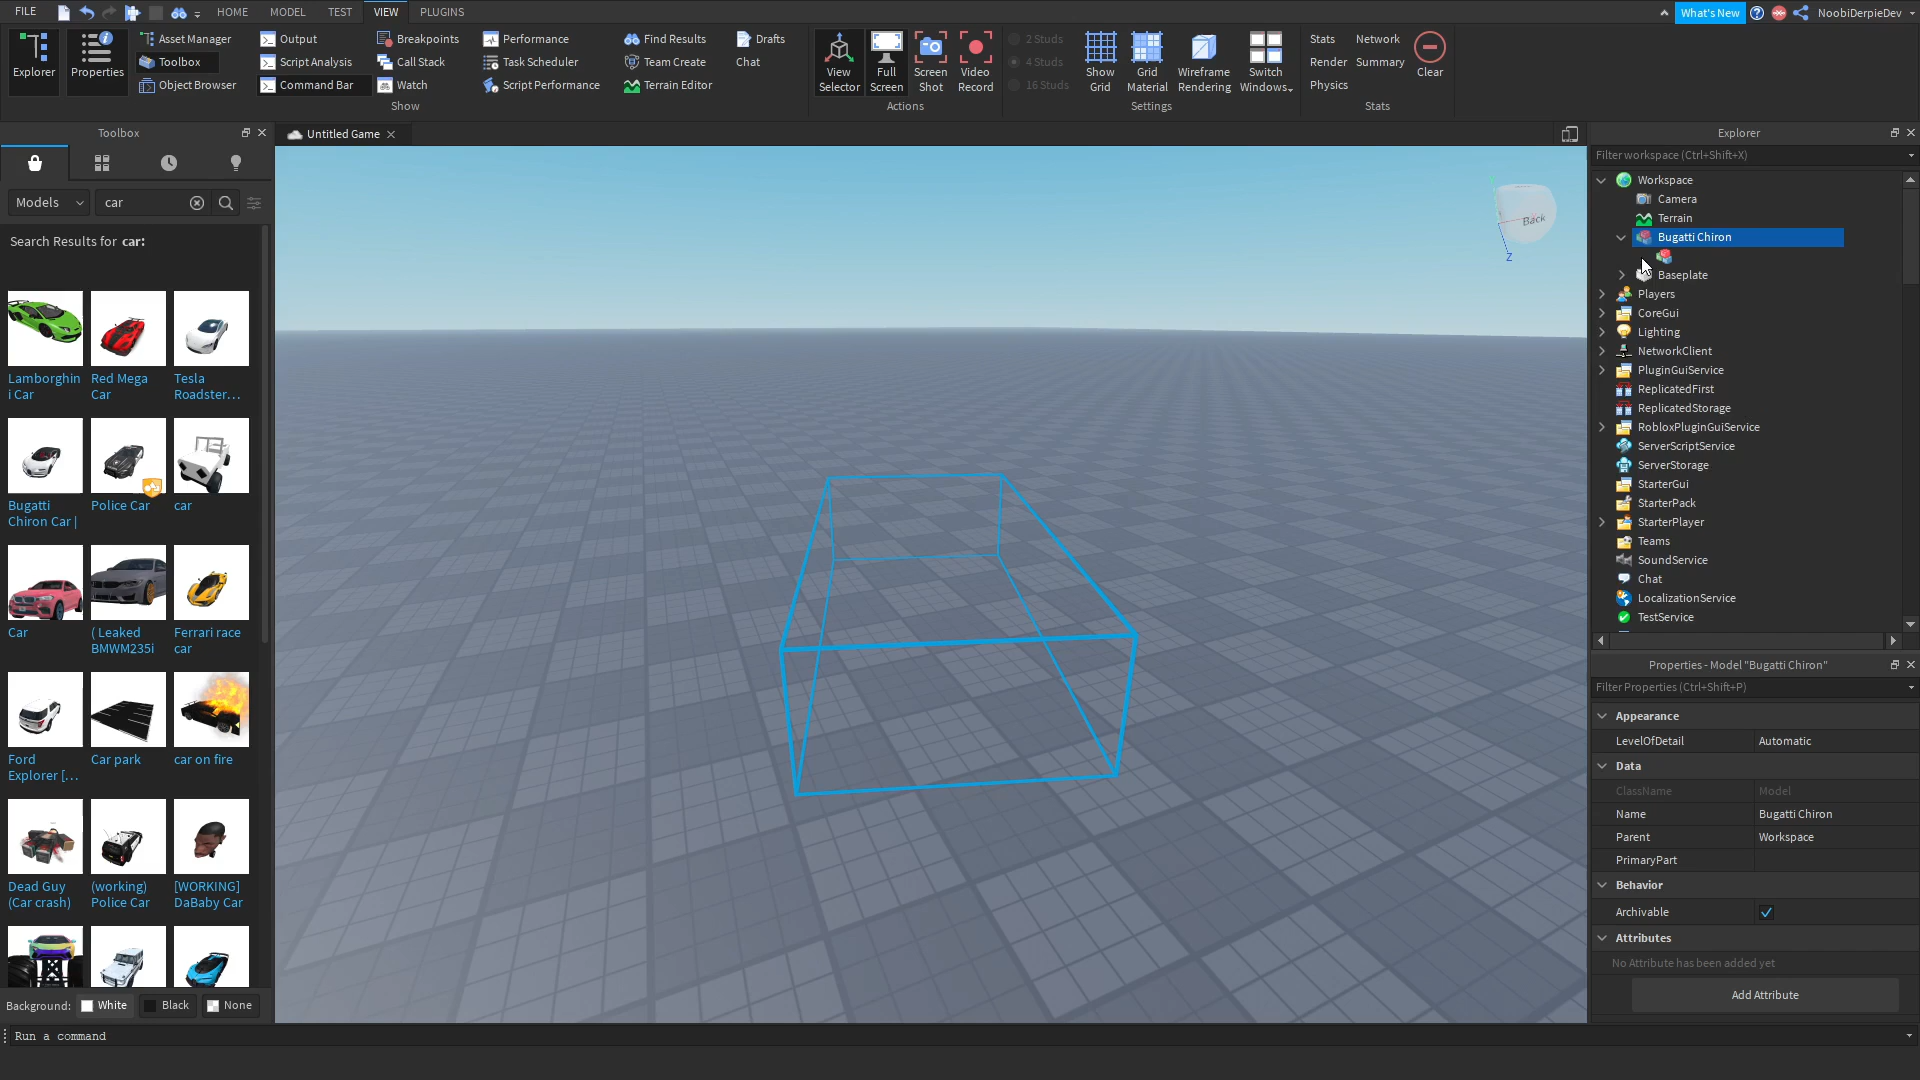 FILE
HOME
MODEL
TEST
VIEW
PLUGINS
What's New
NoobiDerpieDev
Explorer
Properties
Asset Manager
Toolbox
Object Browser
Output
Script Analysis
Command Bar
Breakpoints
Call Stack
Watch
Performance
Task Scheduler
Script Performance
Find Results
Team Create
Terrain Editor
Drafts
Chat
Show
View
Selector
Full
Screen
Screen
Shot
Video
Record
Actions
2 Studs
4 Studs
16 Studs
Show
Grid
Grid
Material
Wireframe
Rendering
Switch
Windows
Settings
Stats
Render
Physics
Network
Summary
Clear
Stats
Toolbox
Models
car
Search Results for car:
Lamborghin
i Car
Red Mega
Car
Tesla
Roadster...
Bugatti
Chiron Car |
Police Car
car
Car
( Leaked
BMWM235i
Ferrari race
car
Ford
Explorer [...
Car park
car on fire
Dead Guy
(Car crash)
(working)
Police Car
[WORKING]
DaBaby Car
Background:
White
Black
None
Untitled Game
Back
Z
Explorer
Filter workspace (Ctrl+Shift+X)
Workspace
Camera
Terrain
Bugatti Chiron
Baseplate
Players
CoreGui
Lighting
NetworkClient
PluginGuiService
ReplicatedFirst
ReplicatedStorage
RobloxPluginGuiService
ServerScriptService
ServerStorage
StarterGui
StarterPack
StarterPlayer
Teams
SoundService
Chat
LocalizationService
TestService
Properties - Model "Bugatti Chiron"
Filter Properties (Ctrl+Shift+P)
Appearance
LevelOfDetail Automatic
Data
ClassName Model
Name Bugatti Chiron
Parent Workspace
PrimaryPart
Behavior
Archivable
Attributes
No Attribute has been added yet
Add Attribute
Run a command